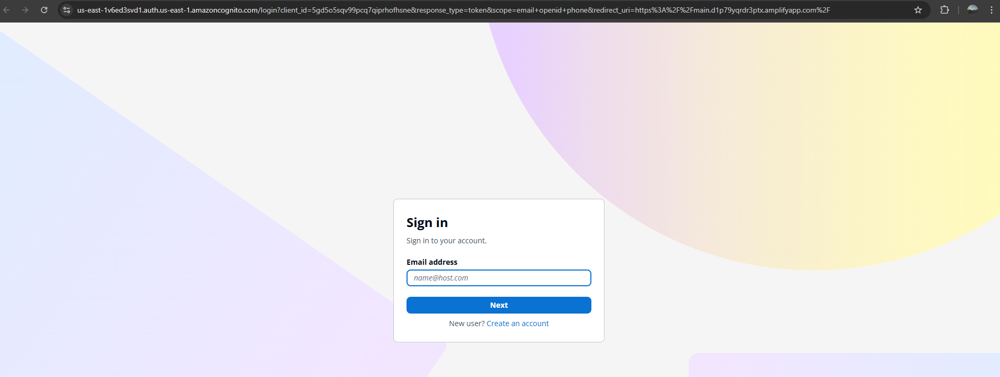 us-east-1v6ed3svd1.auth.us-east-1.amazoncognito.com/login?client_id=5gd5o5sqv99pcq7qiprhofhsne&response_type=token&scope=email+openid+phone&redirect_uri=https%3A%2F%2Fmain.d1p79yqrdr3ptx.amplifyapp.com%2F
Sign in
Sign in to your account.
Email address
name@host.com
Next
New user? Create an account